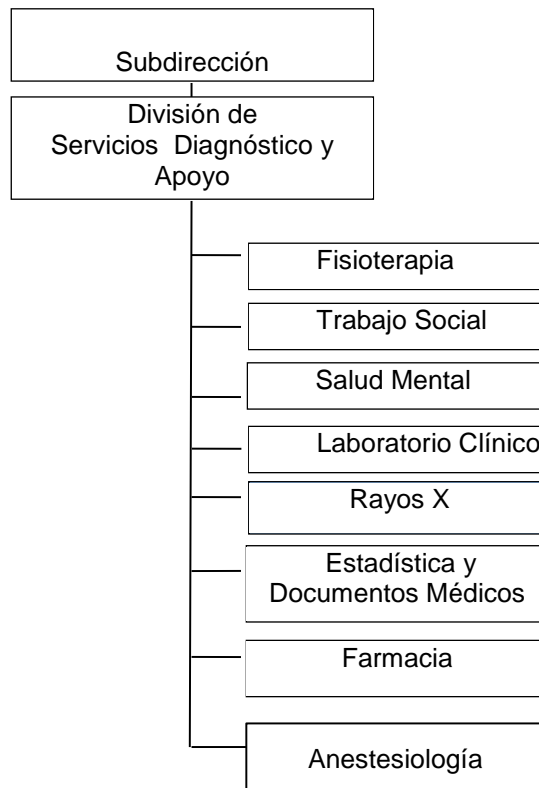 Subdirección
División de
Servicios Diagnóstico y
Apoyo
Fisioterapia
Trabajo Social
Salud Mental
Laboratorio Clínico
Rayos X
Estadística y
Documentos Médicos
Farmacia
Anestesiología